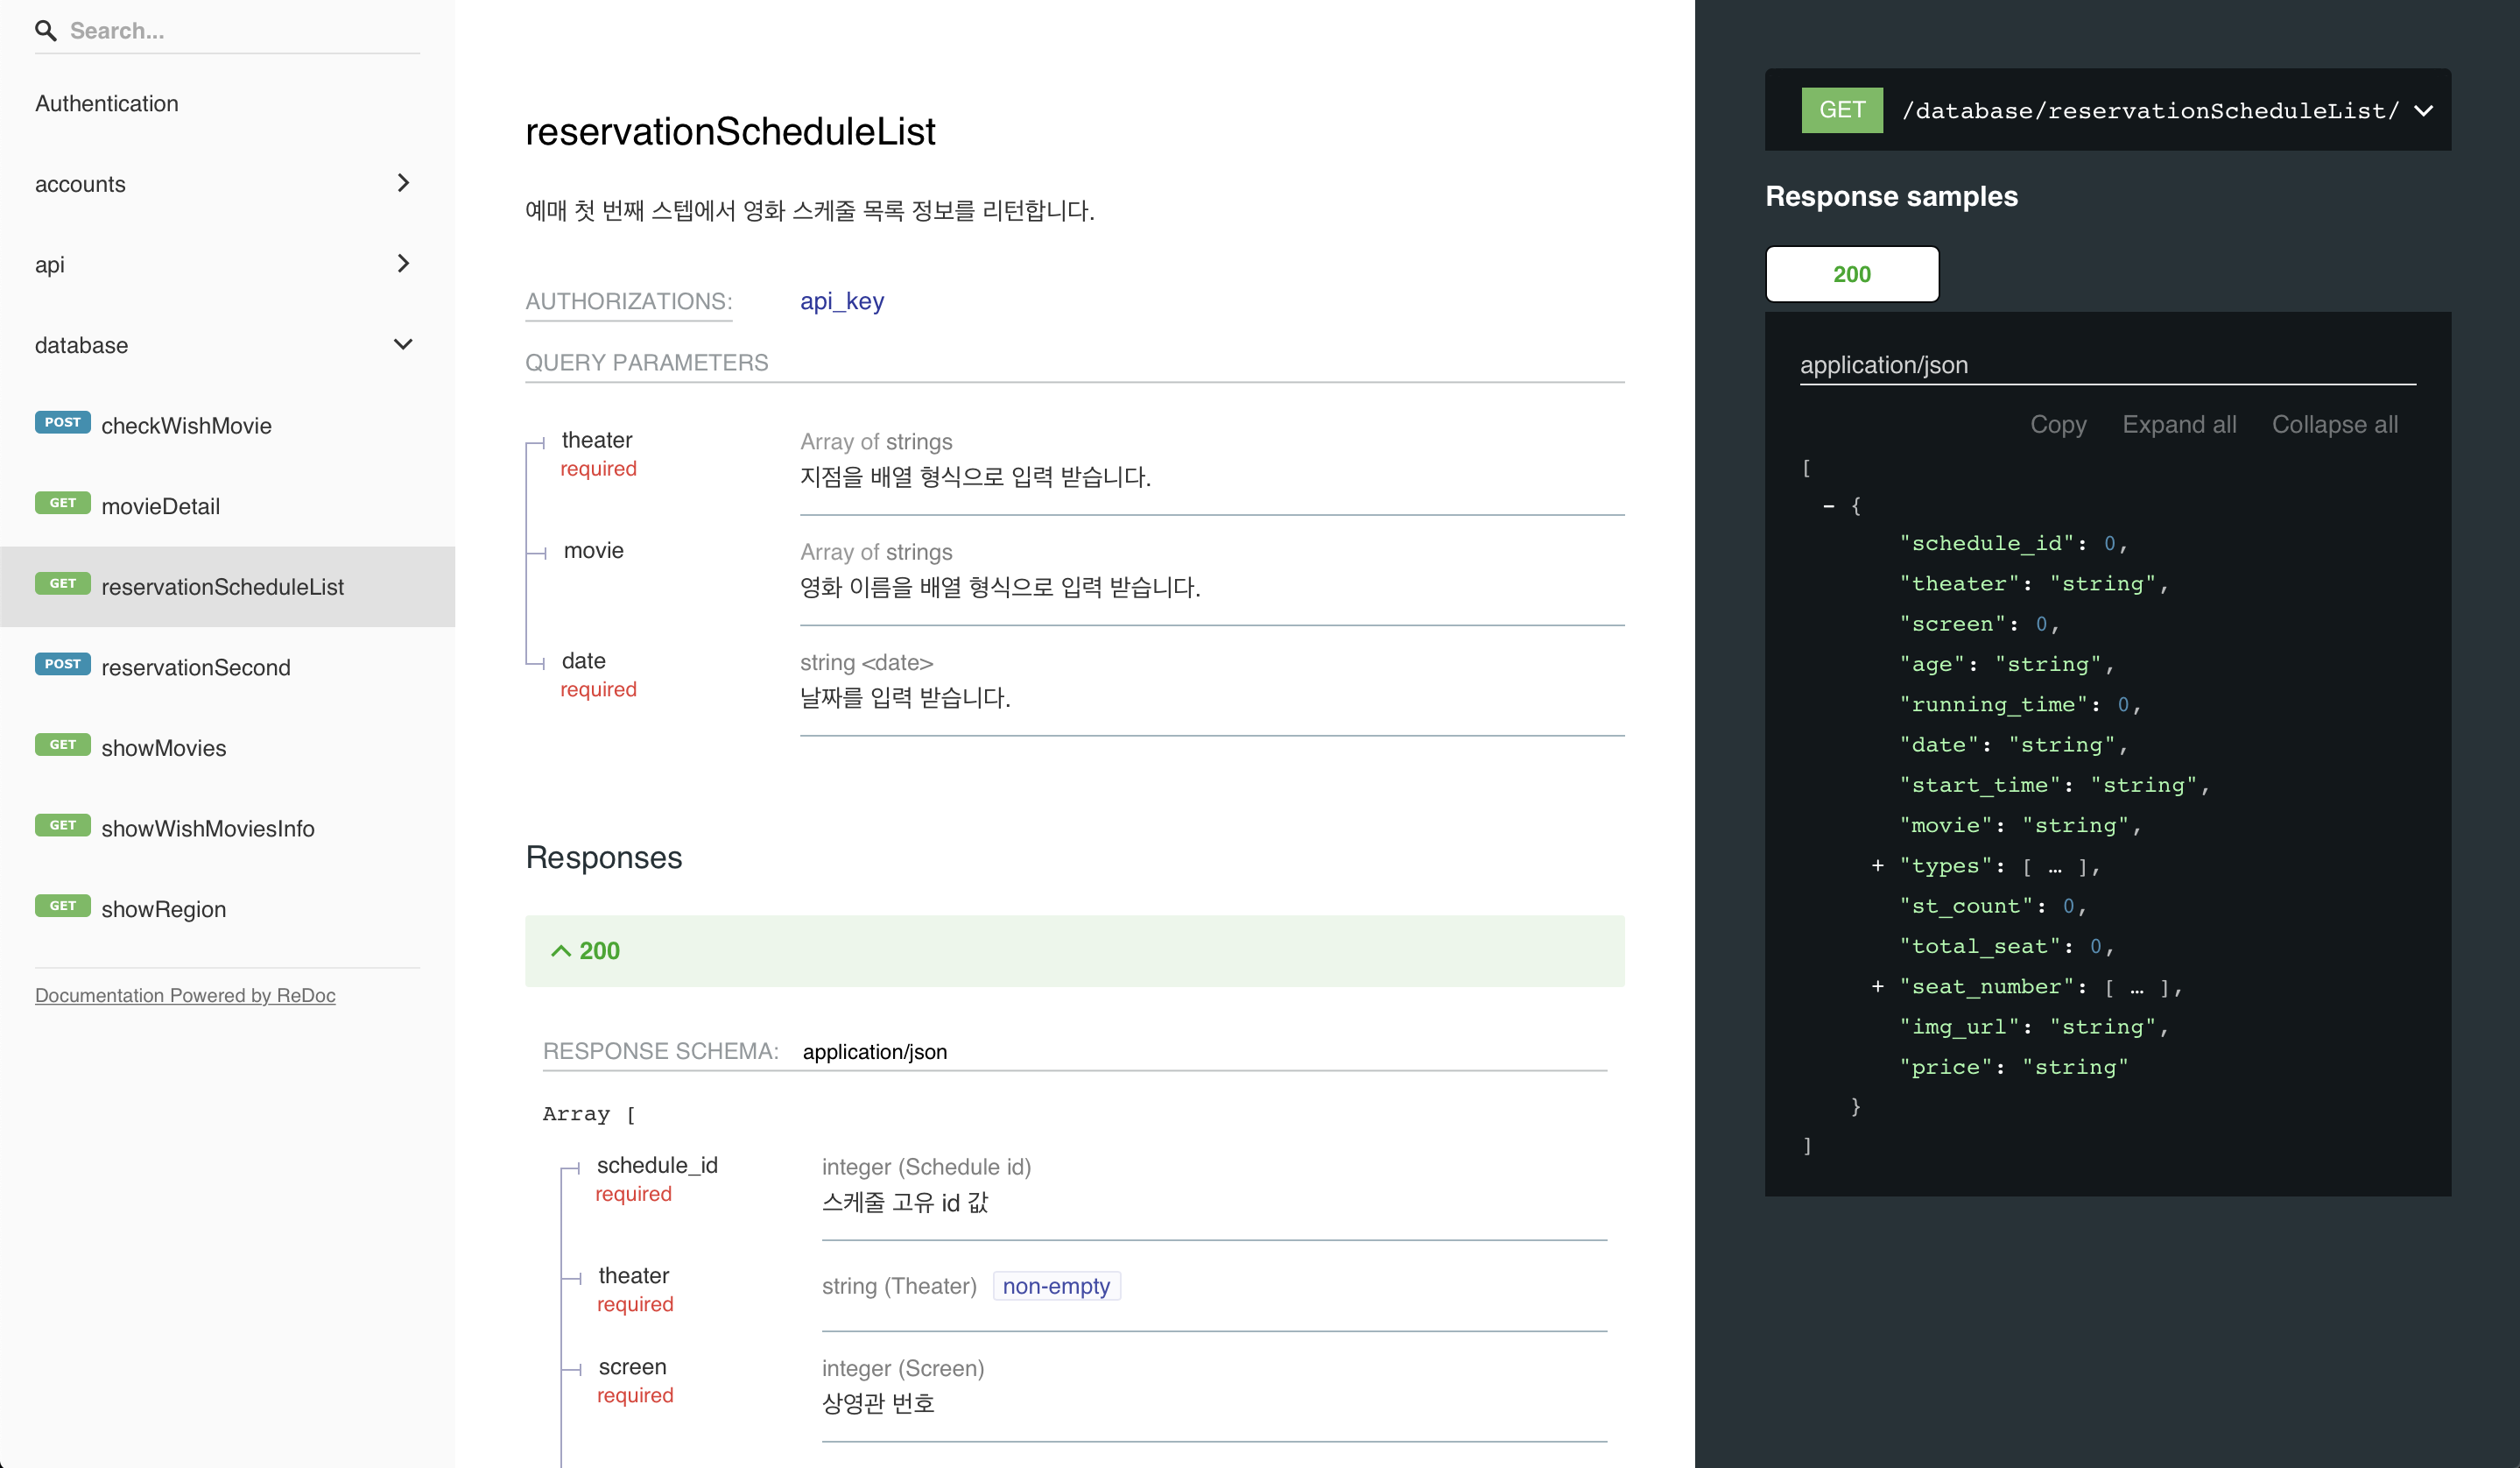 Search...
Authentication
accounts
api
database
POST checkWishMovie
GET movieDetail
GET reservationScheduleList
POST reservationSecond
GET showMovies
GET showWishMoviesInfo
GET showRegion
Documentation Powered by ReDoc
reservationScheduleList
예매 첫 번째 스텝에서 영화 스케줄 목록 정보를 리턴합니다.
AUTHORIZATIONS: api_key
QUERY PARAMETERS
theater Array of strings
required 지점을 배열 형식으로 입력 받습니다.
movie Array of strings
영화 이름을 배열 형식으로 입력 받습니다.
date string <date>
required 날짜를 입력 받습니다.
Responses
200
RESPONSE SCHEMA: application/json
Array [
schedule_id integer (Schedule id)
required 스케줄 고유 id 값
theater string (Theater) non-empty
required
screen integer (Screen)
required 상영관 번호
GET /database/reservationScheduleList/
Response samples
200
application/json
Copy Expand all Collapse all
[
- {
"schedule_id": 0,
"theater": "string",
"screen": 0,
"age": "string",
"running_time": 0,
"date": "string",
"start_time": "string",
"movie": "string",
+ "types": [ … ],
"st_count": 0,
"total_seat": 0,
+ "seat_number": [ … ],
"img_url": "string",
"price": "string"
}
]